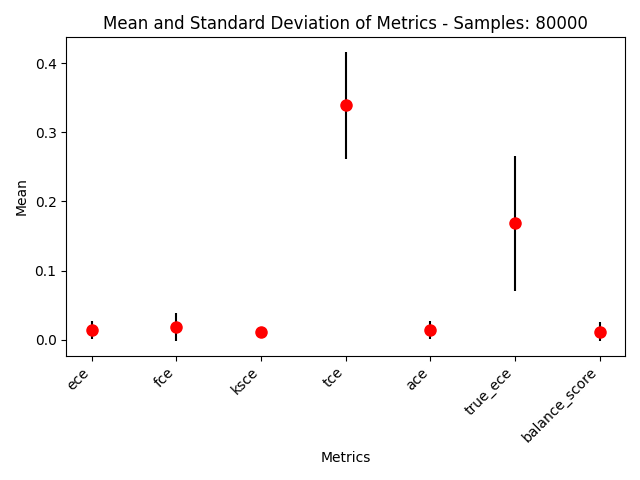 Mean and Standard Deviation of Metrics - Samples: 80000
0.4
0.3
0.2
0.1
0.0
Mean
ece
fce
ksce
tce
ace
true_ece
balance_score
Metrics